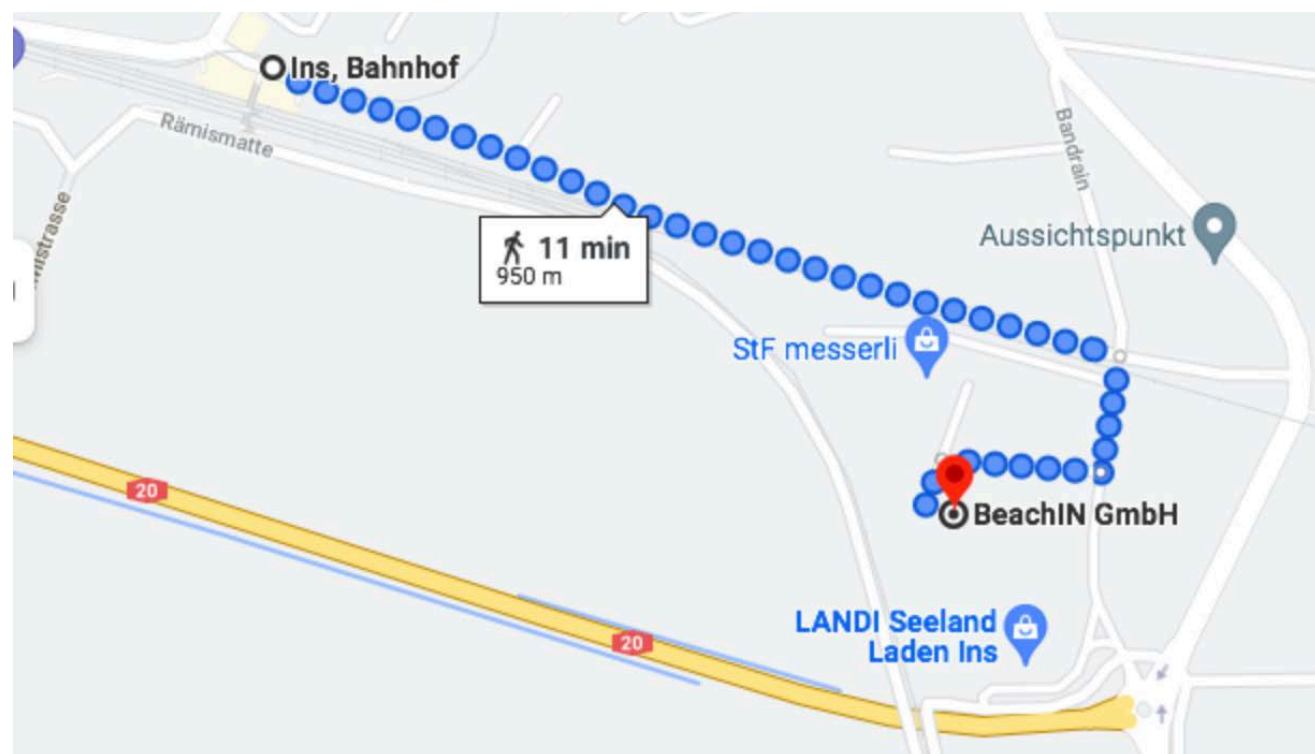 Ins, Bahnhof
Rämismatte
Bandrain
Aussichtspunkt
11 min
950 m
StF messerli
20
BeachIN GmbH
LANDI Seeland
Laden Ins
20